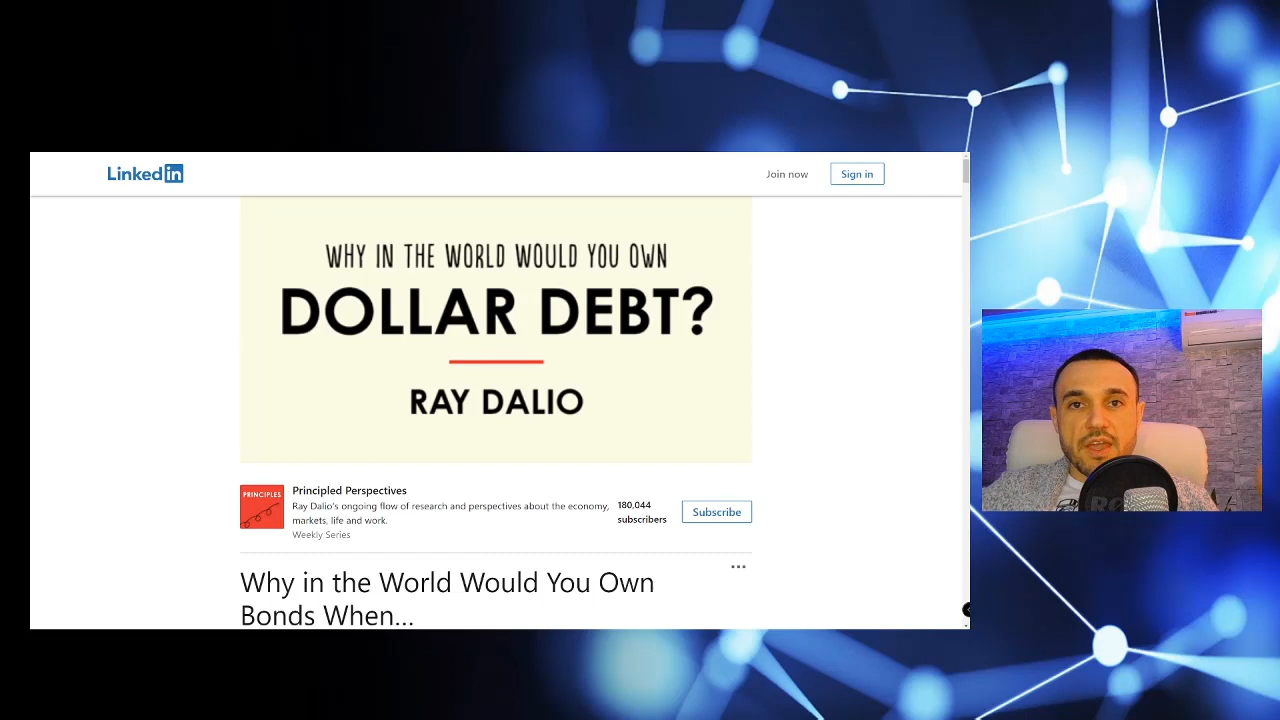 LinkedIn
Join now
Sign in
WHY IN THE WORLD WOULD YOU OWN
DOLLAR DEBT?
RAY DALIO
PRINCIPLES
Principled Perspectives
Ray Dalio's ongoing flow of research and perspectives about the economy,
markets, life and work.
Weekly Series
180,044
subscribers
Subscribe
Why in the World Would You Own
Bonds When...